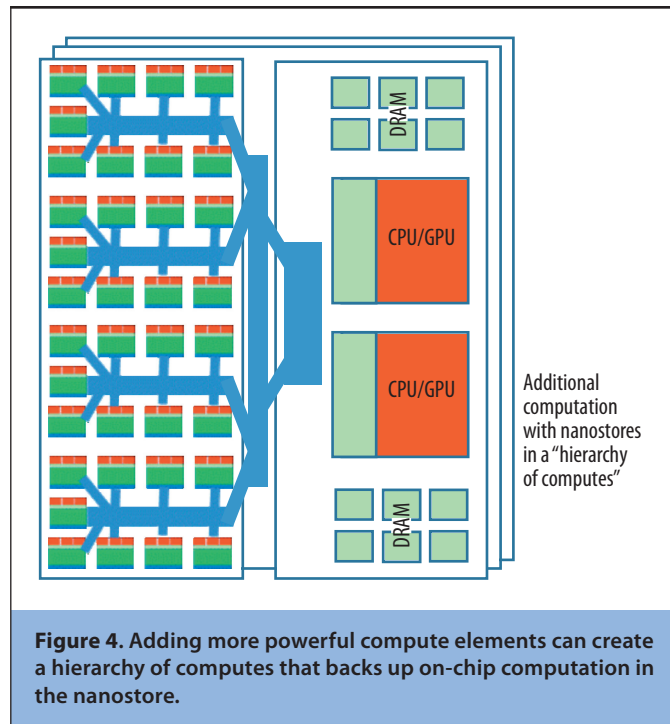 DRAM
CPU/GPU
CPU/GPU
DRAM
Additional
computation
with nanostores
in a “hierarchy
of computes”
Figure 4. Adding more powerful compute elements can create
a hierarchy of computes that backs up on-chip computation in
the nanostore.